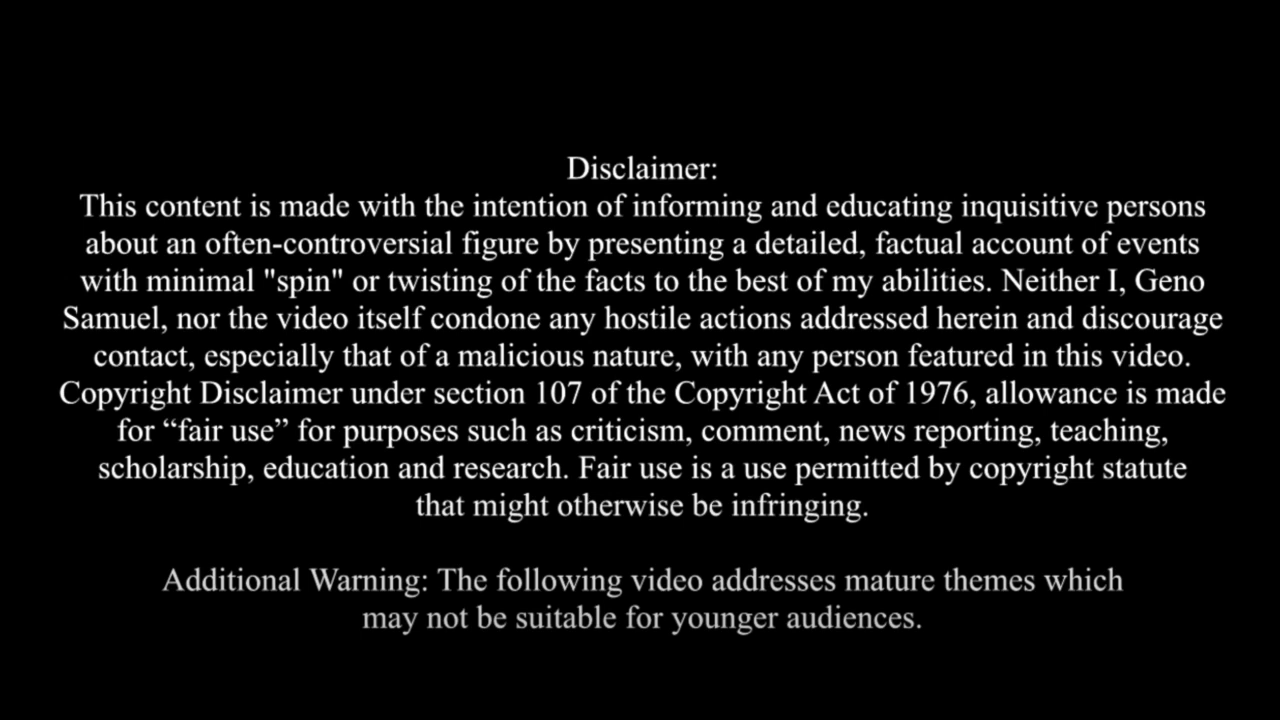 Disclaimer:
This content is made with the intention of informing and educating inquisitive persons
about an often-controversial figure by presenting a detailed, factual account of events
with minimal "spin" or twisting of the facts to the best of my abilities. Neither I, Geno
Samuel, nor the video itself condone any hostile actions addressed herein and discourage
contact, especially that of a malicious nature, with any person featured in this video.
Copyright Disclaimer under section 107 of the Copyright Act of 1976, allowance is made
for “fair use” for purposes such as criticism, comment, news reporting, teaching,
scholarship, education and research. Fair use is a use permitted by copyright statute
that might otherwise be infringing.
Additional Warning: The following video addresses mature themes which
may not be suitable for younger audiences.